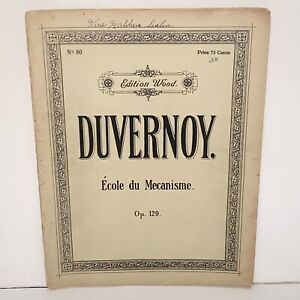 No. 80.
Price 75 Cents
Edition Wood.
DUVERNOY.
École du Mecanisme.
Op. 120.